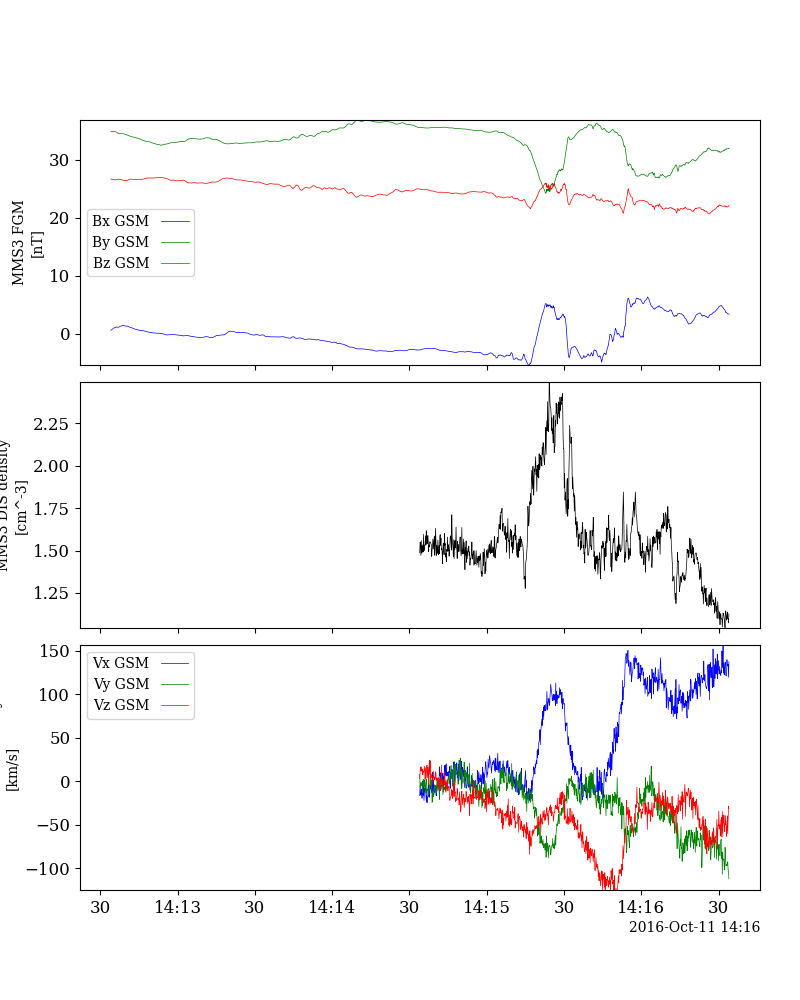 MMS3 FGM
[nT]
30
20
10
0
Bx GSM
By GSM
Bz GSM
MMS3 DIS density
[cm^-3]
2.25
2.00
1.75
1.50
1.25
[km/s]
150
100
50
0
−50
−100
Vx GSM
Vy GSM
Vz GSM
30 14:13 30 14:14 30 14:15 30 14:16 30
2016-Oct-11 14:16